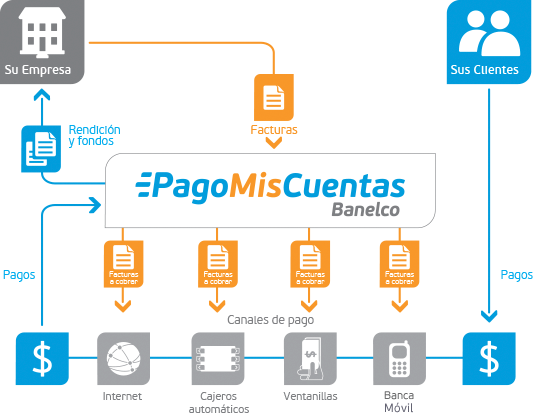 Su Empresa
Sus Clientes
Facturas
Rendición
y fondos
PagoMisCuentas
Banelco
Facturas
a cobrar
Facturas
a cobrar
Facturas
a cobrar
Facturas
a cobrar
Pagos
Pagos
Canales de pago
$
$
$
Internet
Cajeros
automáticos
Ventanillas
Banca
Móvil